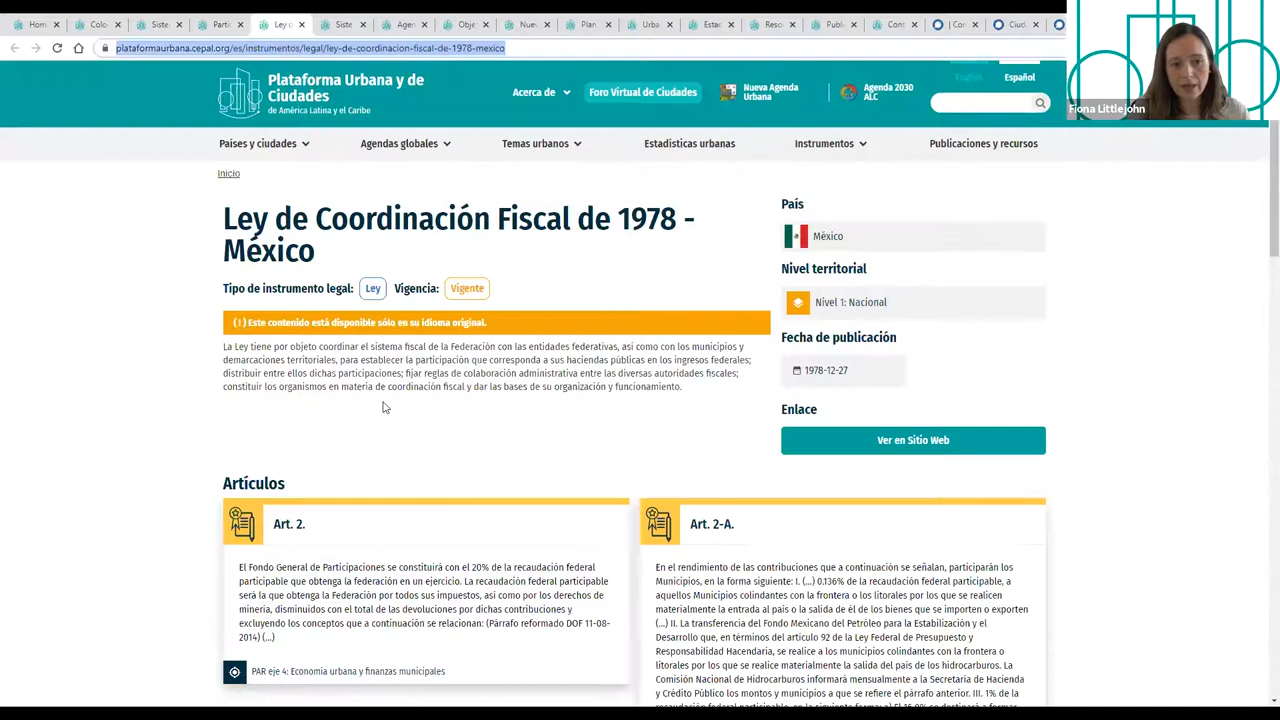 Hom
Colo
Siste
Parti
Ley o
Siste
Agen
Obje
Nuev
Plan
Urba
Estac
Reso
Publ
Cont
| Co
Ciud
plataformaurbana.cepal.org/es/instrumentos/legal/ley-de-coordinacion-fiscal-de-1978-mexico
Fiona Littlejohn
Plataforma Urbana y de
Ciudades
de América Latina y el Caribe
Acerca de
Foro Virtual de Ciudades
Nueva Agenda
Urbana
Agenda 2030
ALC
English
Español
Países y ciudades
Agendas globales
Temas urbanos
Estadísticas urbanas
Instrumentos
Publicaciones y recursos
Inicio
Ley de Coordinación Fiscal de 1978 -
México
Tipo de instrumento legal: Ley Vigencia: Vigente
(!) Este contenido está disponible sólo en su idioma original.
La Ley tiene por objeto coordinar el sistema fiscal de la Federación con las entidades federativas, así como con los municipios y
demarcaciones territoriales, para establecer la participación que corresponda a sus haciendas públicas en los ingresos federales;
distribuir entre ellos dichas participaciones; fijar reglas de colaboración administrativa entre las diversas autoridades fiscales;
constituir los organismos en materia de coordinación fiscal y dar las bases de su organización y funcionamiento.
País
México
Nivel territorial
Nivel 1: Nacional
Fecha de publicación
1978-12-27
Enlace
Ver en Sitio Web
Artículos
Art. 2.
El Fondo General de Participaciones se constituirá con el 20% de la recaudación federal
participable que obtenga la federación en un ejercicio. La recaudación federal participable
será la que obtenga la Federación por todos sus impuestos, así como por los derechos de
minería, disminuidos con el total de las devoluciones por dichas contribuciones y
excluyendo los conceptos que a continuación se relacionan: (Párrafo reformado DOF 11-08-
2014) (...)
PAR eje 4: Economía urbana y finanzas municipales
Art. 2-A.
En el rendimiento de las contribuciones que a continuación se señalan, participarán los
Municipios, en la forma siguiente: I. (...) 0.136% de la recaudación federal participable, a
aquellos Municipios colindantes con la frontera o los litorales por los que se realicen
materialmente la entrada al país o la salida de él de los bienes que se importen o exporten
(...) II. La transferencia del Fondo Mexicano del Petróleo para la Estabilización y el
Desarrollo que, en términos del artículo 92 de la Ley Federal de Presupuesto y
Responsabilidad Hacendaria, se realice a los municipios colindantes con la frontera o
litorales por los que se realice materialmente la salida del país de los hidrocarburos. La
Comisión Nacional de Hidrocarburos informará mensualmente a la Secretaría de Hacienda
y Crédito Público los montos y municipios a que se refiere el párrafo anterior. III. 1% de la